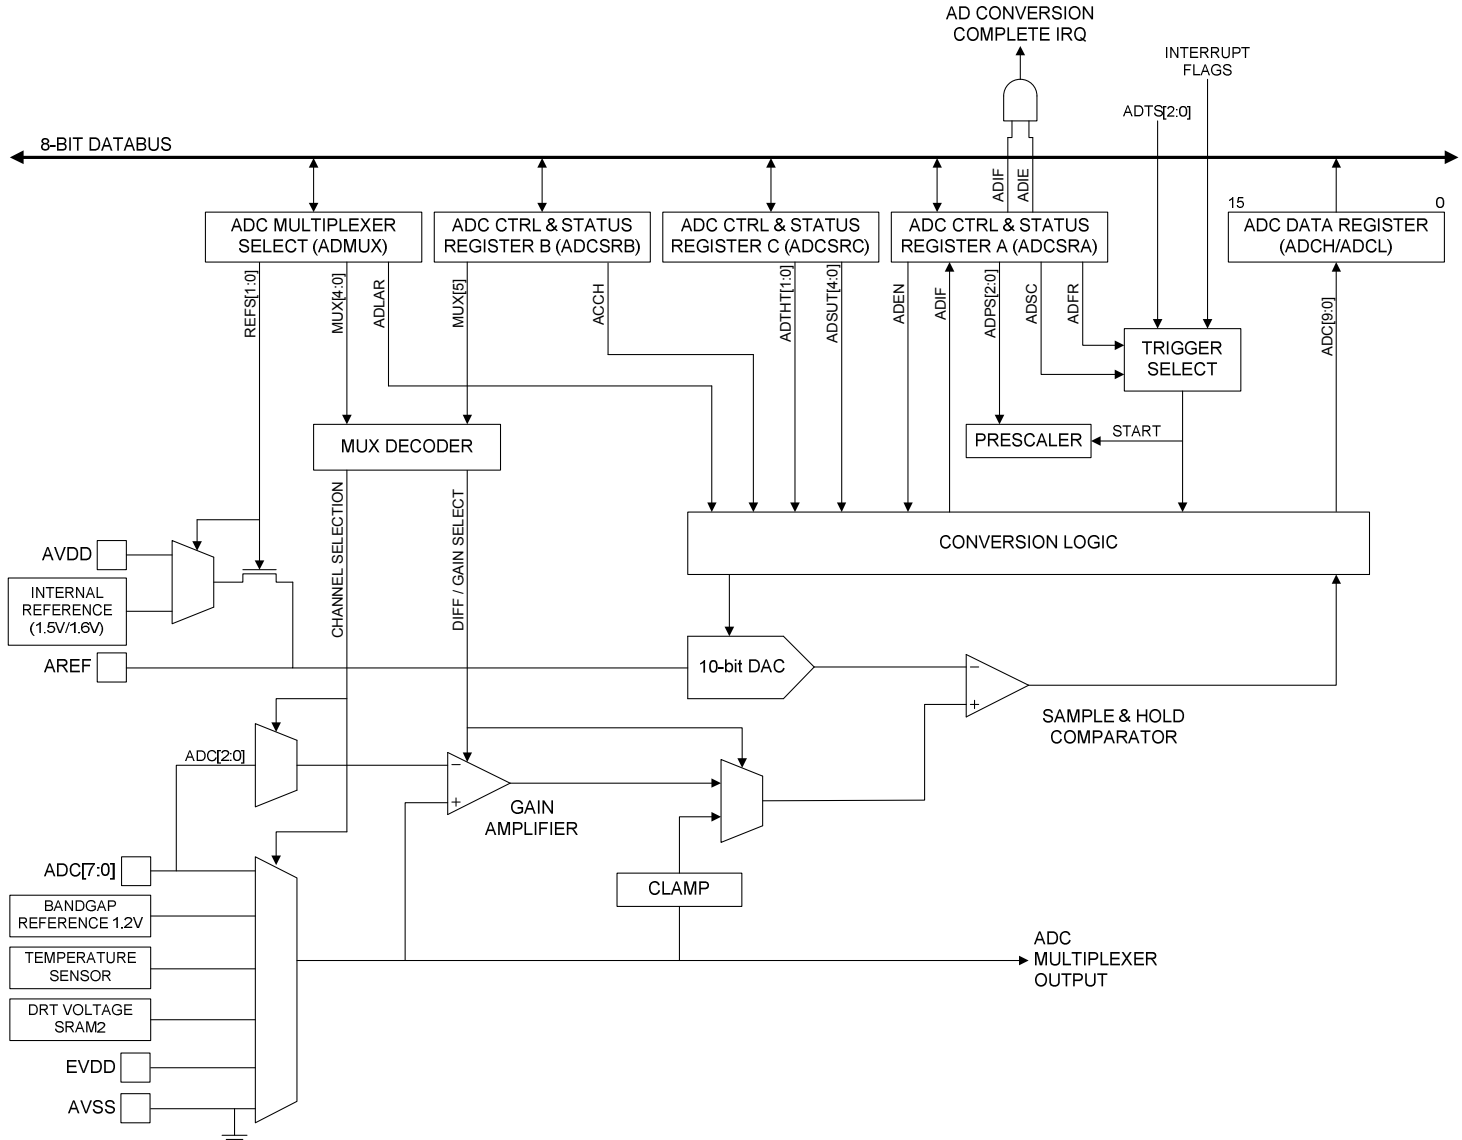 AD CONVERSION
COMPLETE IRQ
INTERRUPT
FLAGS
ADTS[2:0]
8-BIT DATABUS
ADIF
ADIE
15
0
ADC MULTIPLEXER
SELECT (ADMUX)
ADC CTRL & STATUS
REGISTER B (ADCSRB)
ADC CTRL & STATUS
REGISTER C (ADCSRC)
ADC CTRL & STATUS
REGISTER A (ADCSRA)
ADC DATA REGISTER
(ADCH/ADCL)
REFS[1:0]
MUX[4:0]
ADLAR
MUX[5]
ACCH
ADTHT[1:0]
ADSUT[4:0]
ADEN
ADIF
ADPS[2:0]
ADSC
ADFR
ADC[9:0]
TRIGGER
SELECT
MUX DECODER
PRESCALER
START
CHANNEL SELECTION
DIFF / GAIN SELECT
CONVERSION LOGIC
AVDD
INTERNAL
REFERENCE
(1.5V/1.6V)
AREF
10-bit DAC
−
+
SAMPLE & HOLD
COMPARATOR
ADC[2:0]
−
+
GAIN
AMPLIFIER
ADC[7:0]
CLAMP
BANDGAP
REFERENCE 1.2V
TEMPERATURE
SENSOR
ADC
MULTIPLEXER
OUTPUT
DRT VOLTAGE
SRAM2
EVDD
AVSS